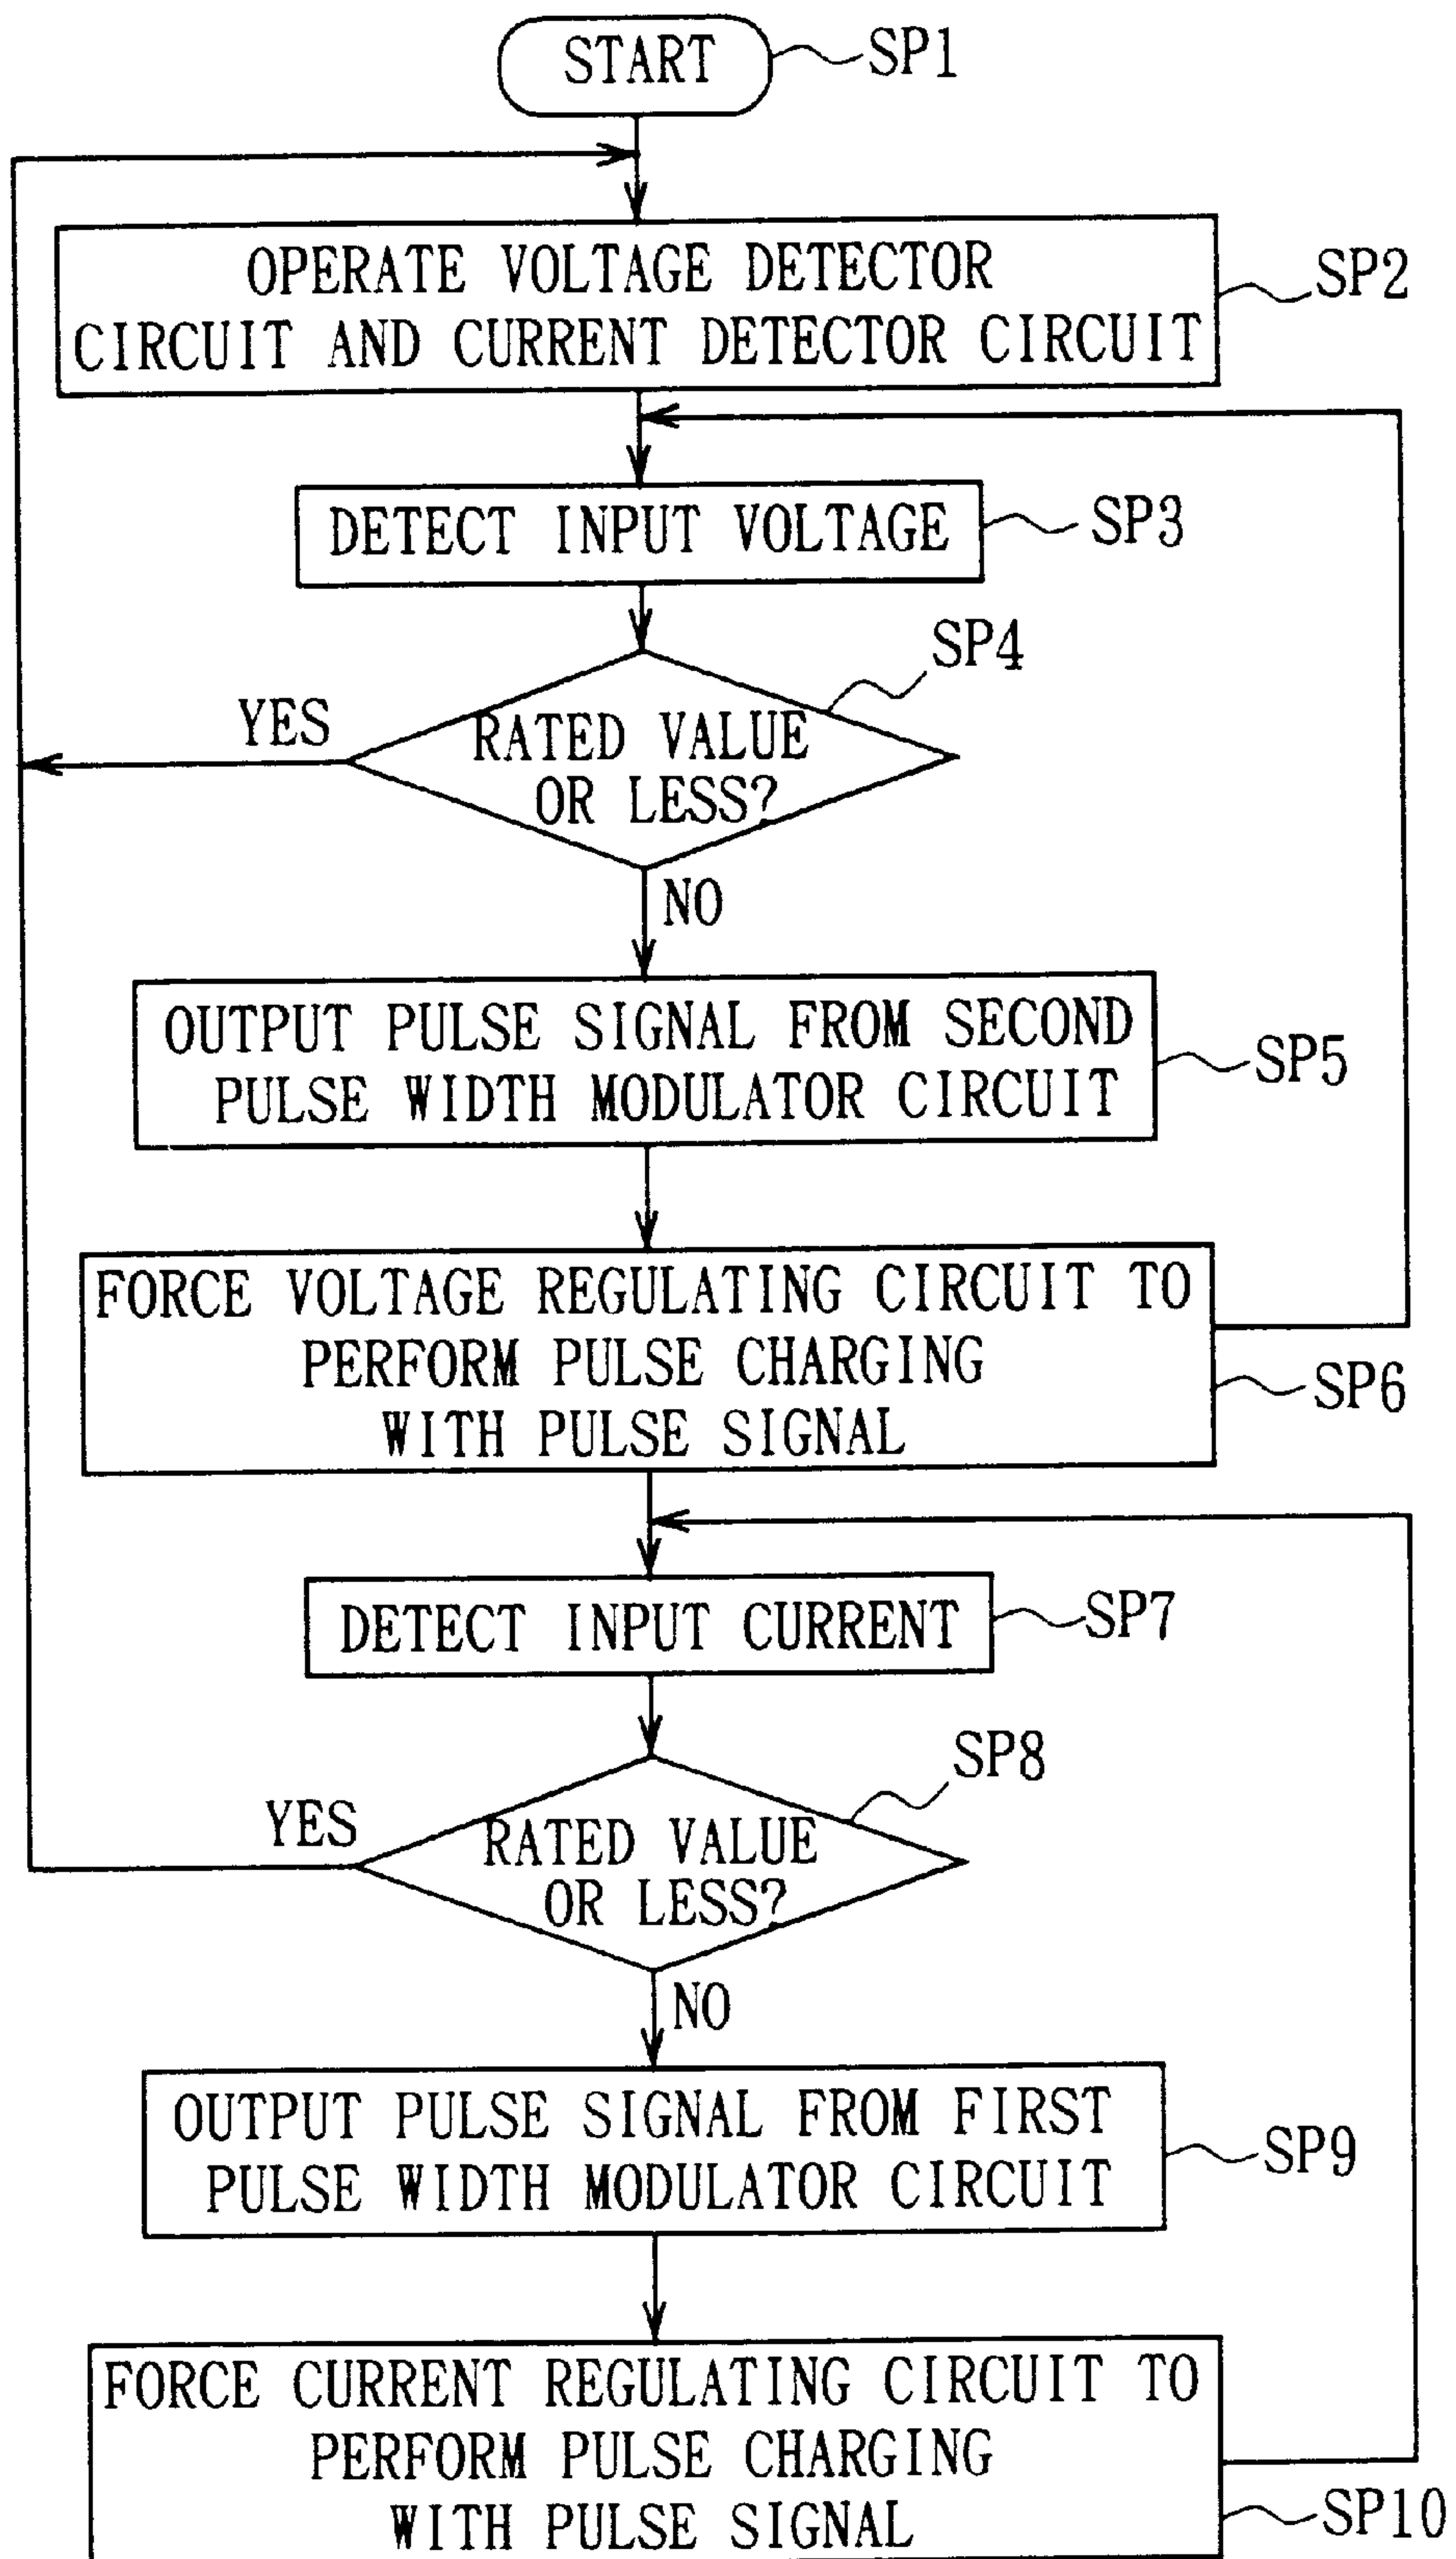 START
SP1
OPERATE VOLTAGE DETECTOR
CIRCUIT AND CURRENT DETECTOR CIRCUIT
SP2
DETECT INPUT VOLTAGE
SP3
SP4
YES
RATED VALUE
OR LESS?
NO
OUTPUT PULSE SIGNAL FROM SECOND
PULSE WIDTH MODULATOR CIRCUIT
SP5
FORCE VOLTAGE REGULATING CIRCUIT TO
PERFORM PULSE CHARGING
WITH PULSE SIGNAL
SP6
DETECT INPUT CURRENT
SP7
SP8
YES
RATED VALUE
OR LESS?
NO
OUTPUT PULSE SIGNAL FROM FIRST
PULSE WIDTH MODULATOR CIRCUIT
SP9
FORCE CURRENT REGULATING CIRCUIT TO
PERFORM PULSE CHARGING
WITH PULSE SIGNAL
SP10